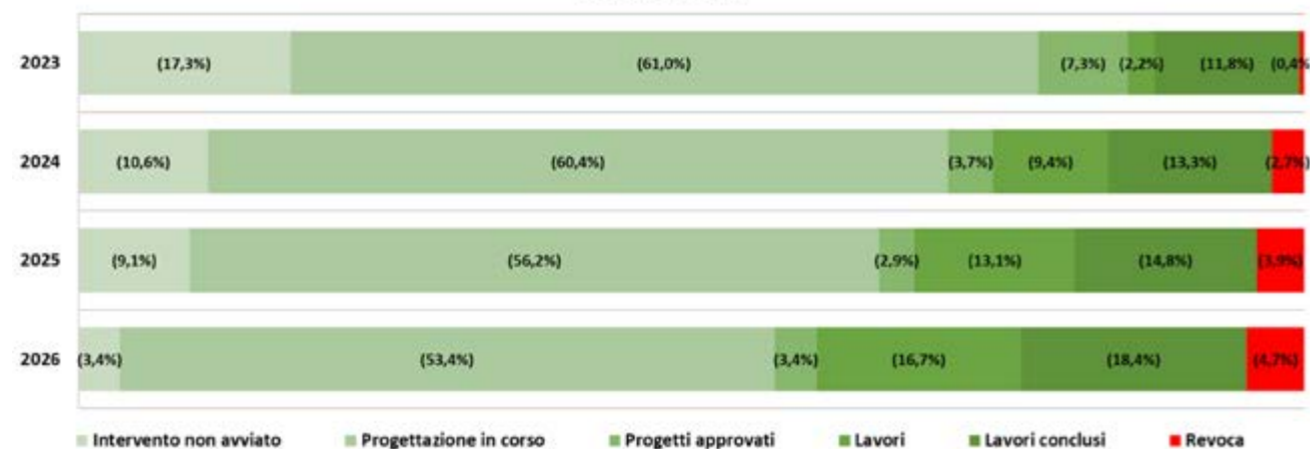 2023 (17,3%) (61,0%) (7,3%) (2,2%) (11,8%) (0,4%
2024 (10,6%) (60,4%) (3,7%) (9,4%) (13,3%) (2,7%)
2025 (9,1%) (56,2%) (2,9%) (13,1%) (14,8%) (3,9%)
2026 (3,4%) (53,4%) (3,4%) (16,7%) (18,4%) (4,7%)
Intervento non avviato Progettazione in corso Progetti approvati Lavori Lavori conclusi Revoca